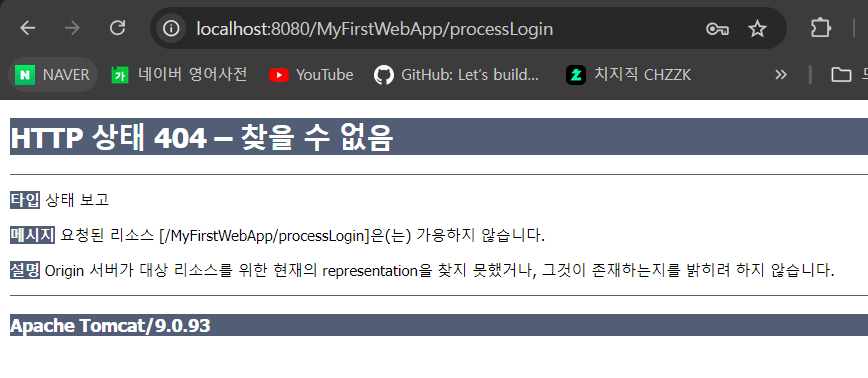 localhost:8080/MyFirstWebApp/processLogin
NAVER 네이버 영어사전 YouTube GitHub: Let's build... 치지직 CHZZK
HTTP 상태 404 – 찾을 수 없음
타입 상태 보고
메시지 요청된 리소스 [/MyFirstWebApp/processLogin]은(는) 가용하지 않습니다.
설명 Origin 서버가 대상 리소스를 위한 현재의 representation을 찾지 못했거나, 그것이 존재하는지를 밝히려 하지 않습니다.
Apache Tomcat/9.0.93